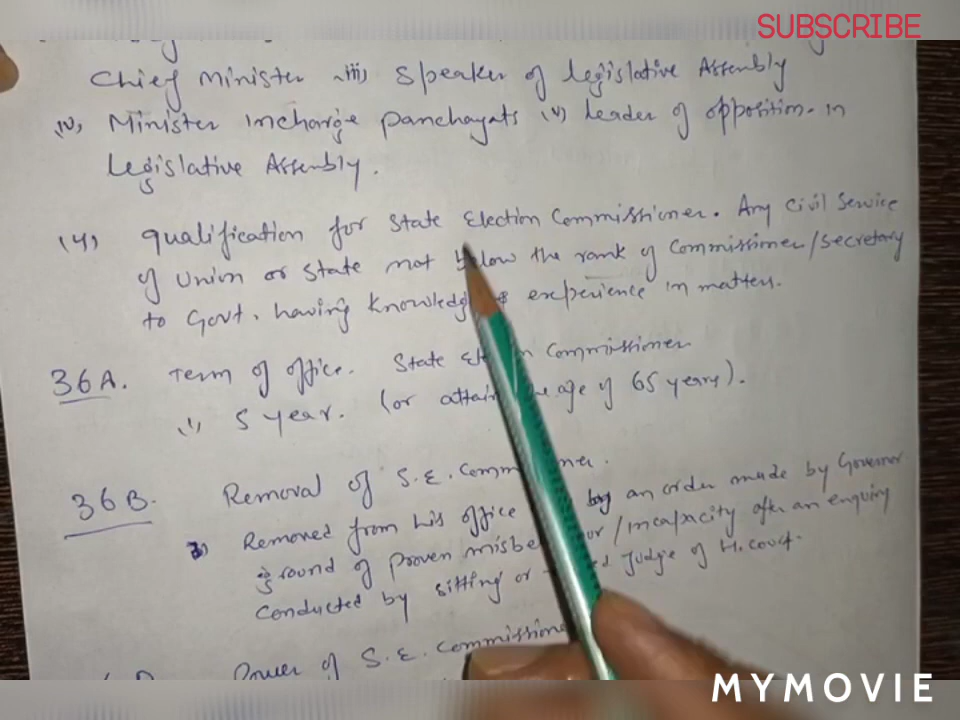 SUBSCRIBE
Chief Minister (iii) Speaker of legislative Assembly
(iv) Minister incharge panchayats (v) leader of opposition in
legislative Assembly.
(4) qualification for State Election Commissioner. Any Civil Service
of Union or State not below the rank of Commissioner/Secretary
to Govt. having knowledge experience in matters.
36A. Term of office. State Commissioner
(1) 5 year. (or age of 65 years).
36B. Removal of S.E.
Removed from his office by an order made by Governor
ground of proven /incapacity after an enquiry
conducted by sitting or Judge of H.court.
Power of S.E. Commissioner
MYMOVIE